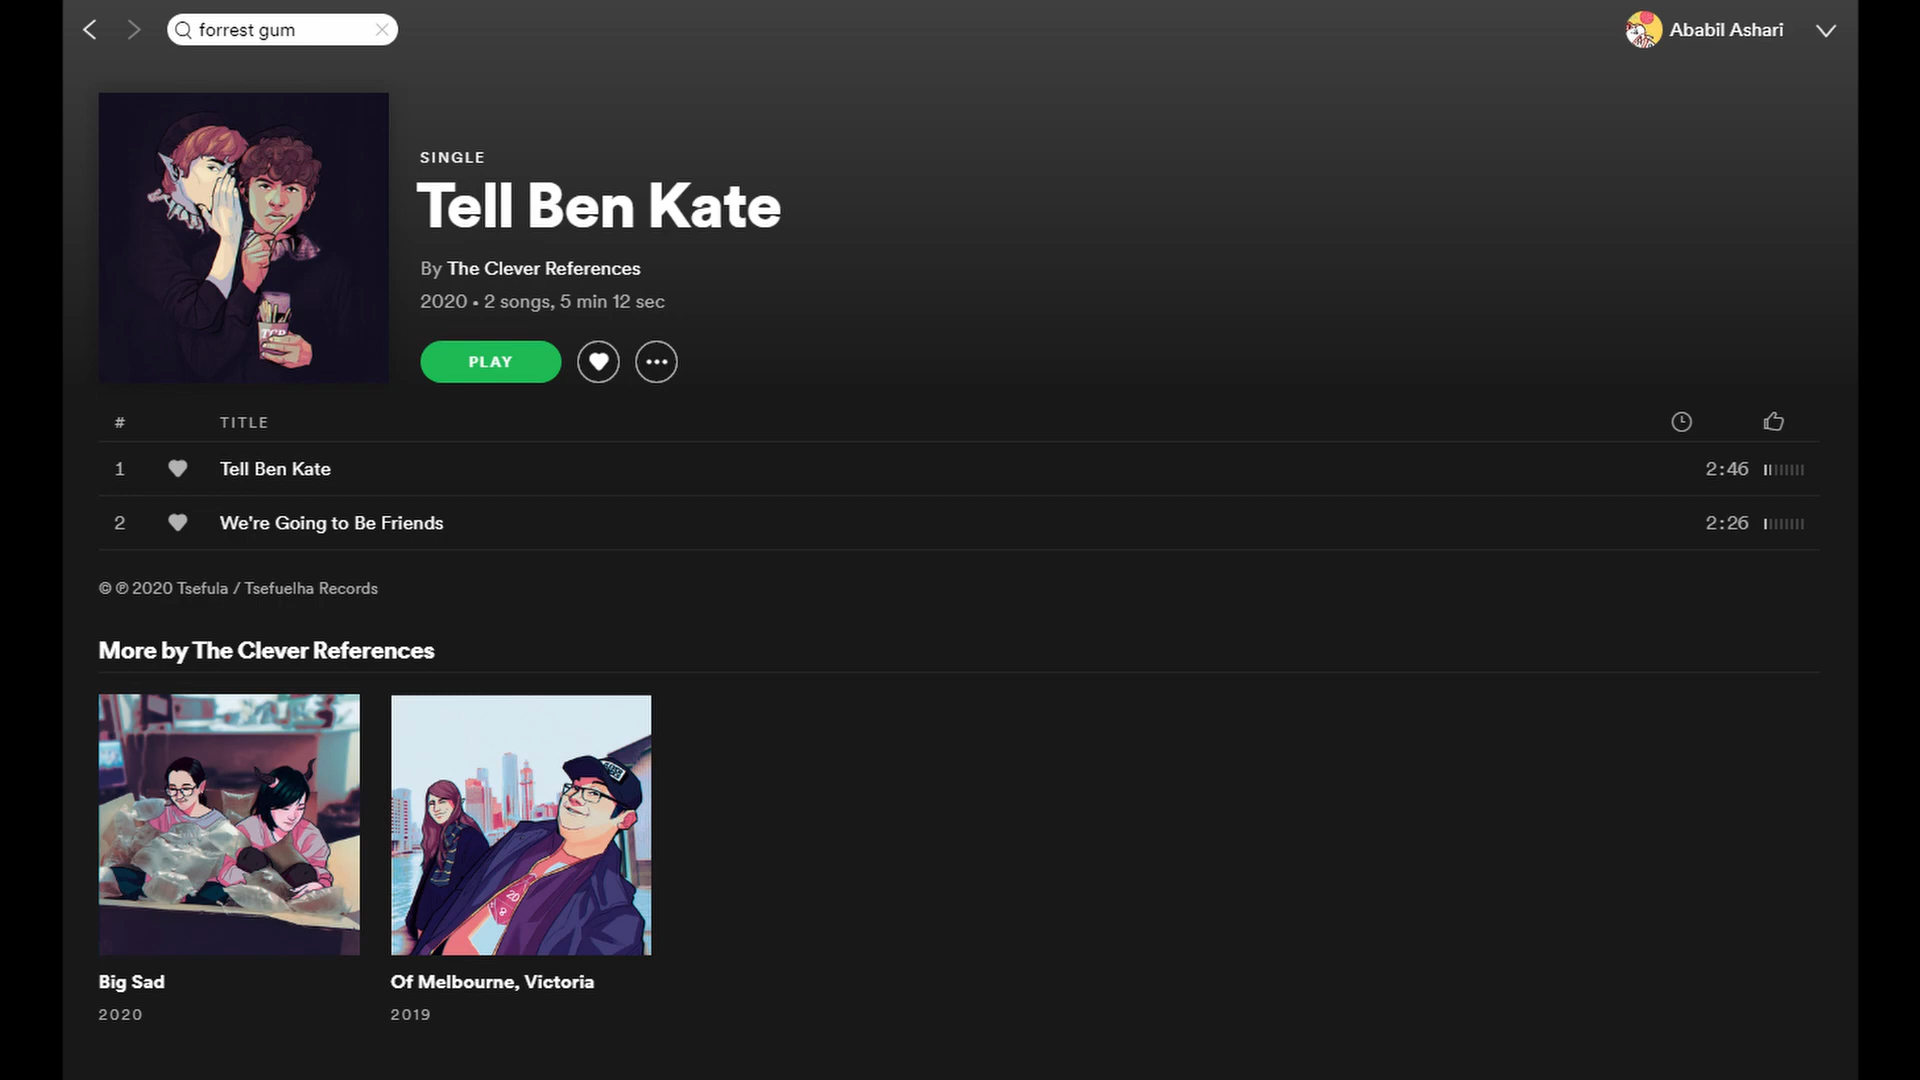 forrest gum
Ababil Ashari
SINGLE
Tell Ben Kate
By The Clever References
2020 • 2 songs, 5 min 12 sec
PLAY
# TITLE
1 Tell Ben Kate 2:46
2 We're Going to Be Friends 2:26
© ℗ 2020 Tsefula / Tsefuelha Records
More by The Clever References
Big Sad
2020
Of Melbourne, Victoria
2019
20
8